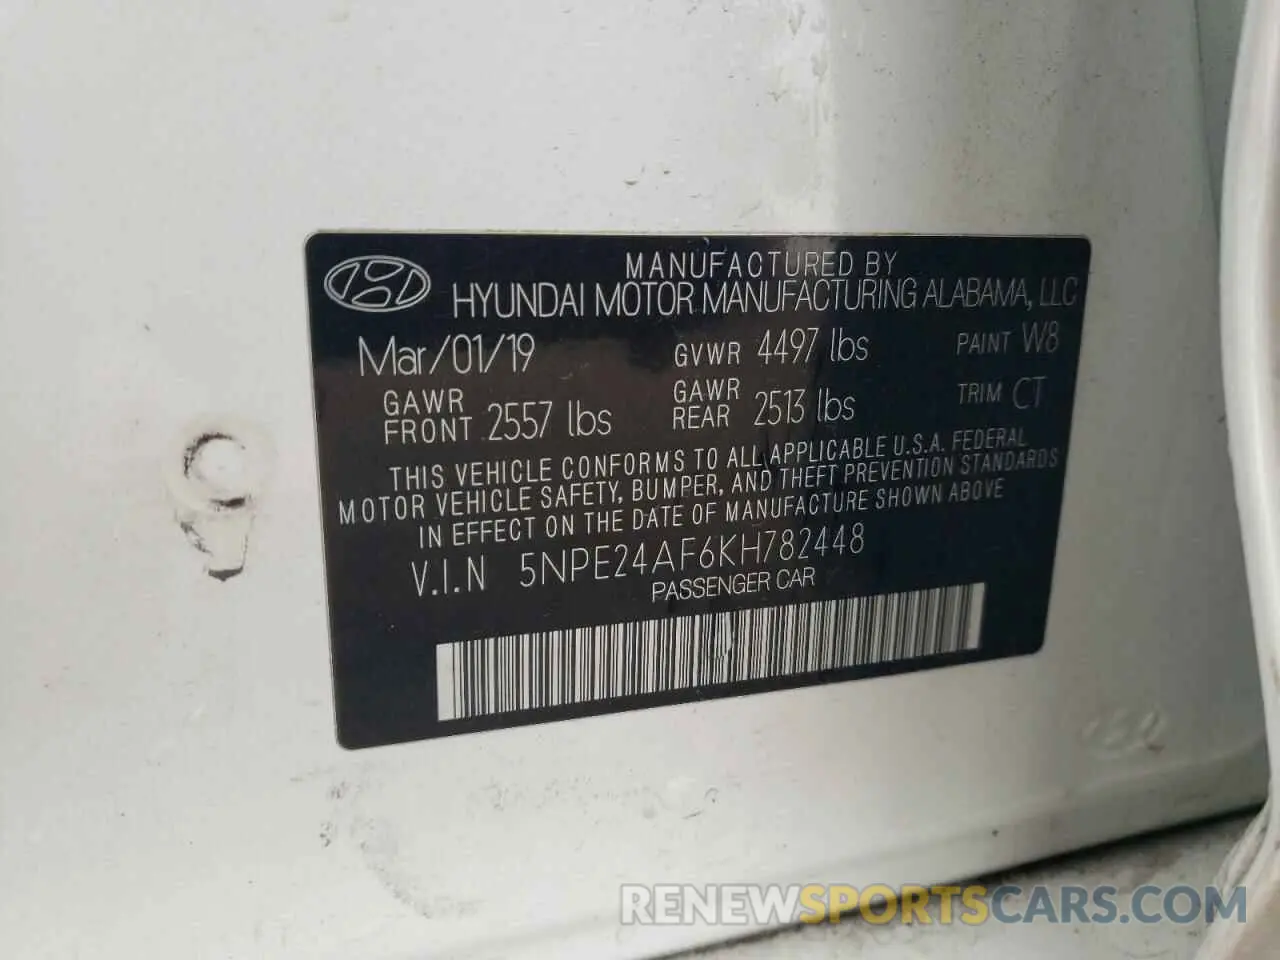 MANUFACTURED BY
HYUNDAI MOTOR MANUFACTURING ALABAMA, LLC
Mar/01/19 GVWR 4497 lbs PAINT W8
GAWR FRONT 2557 lbs GAWR REAR 2513 lbs TRIM CT
THIS VEHICLE CONFORMS TO ALL APPLICABLE U.S.A. FEDERAL
MOTOR VEHICLE SAFETY, BUMPER, AND THEFT PREVENTION STANDARDS
IN EFFECT ON THE DATE OF MANUFACTURE SHOWN ABOVE
V.I.N 5NPE24AF6KH782448
PASSENGER CAR
RENEWSPORTSCARS.COM